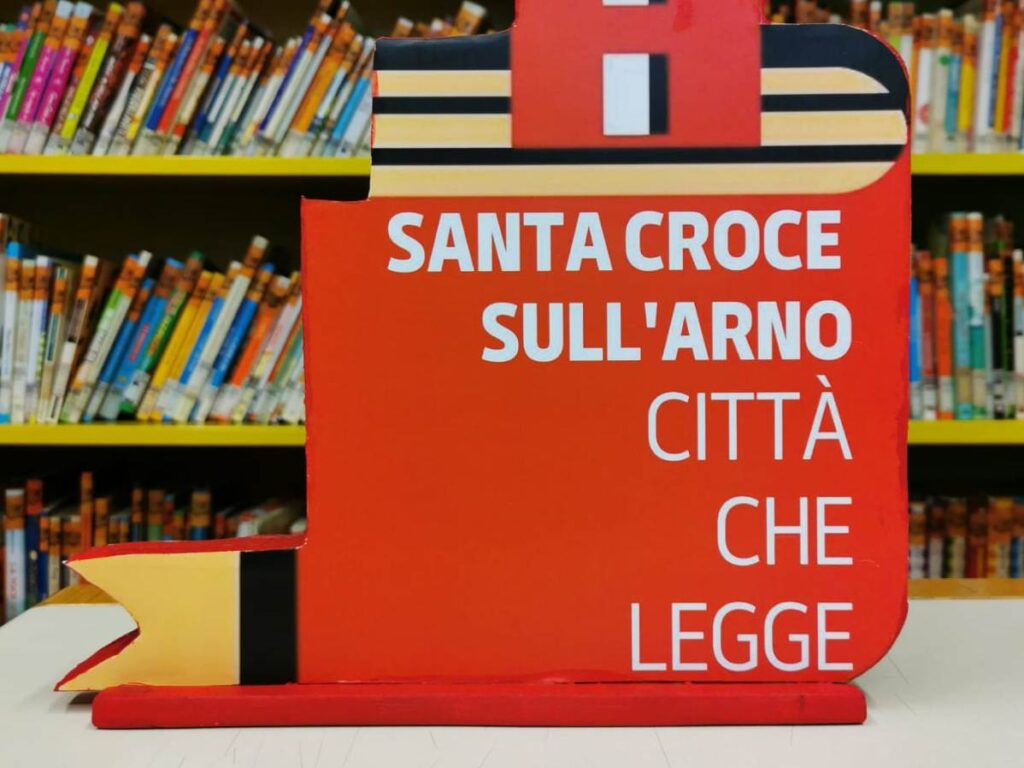 SANTA CROCE
SULL'ARNO
CITTÀ
CHE
LEGGE